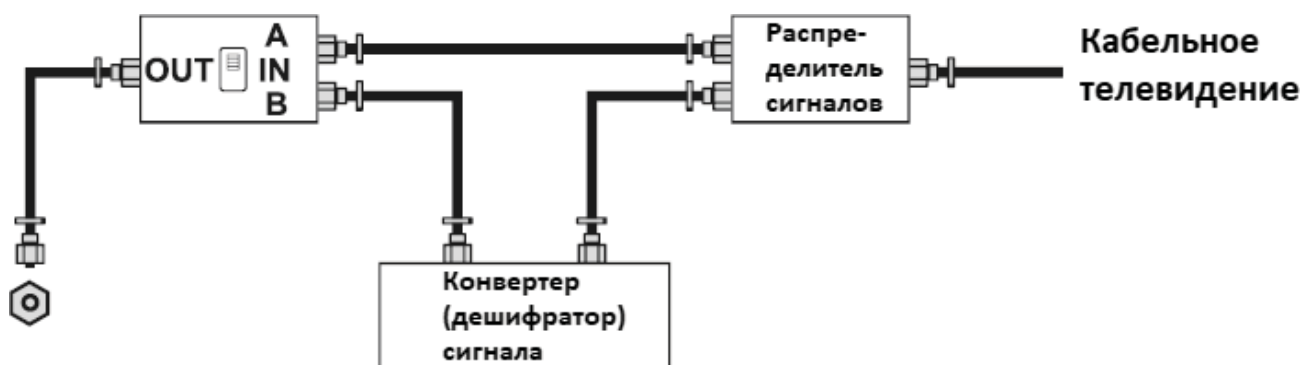 A
OUT IN
B
Распре-
делитель
сигналов
Кабельное
телевидение
Конвертер
(дешифратор)
сигнала